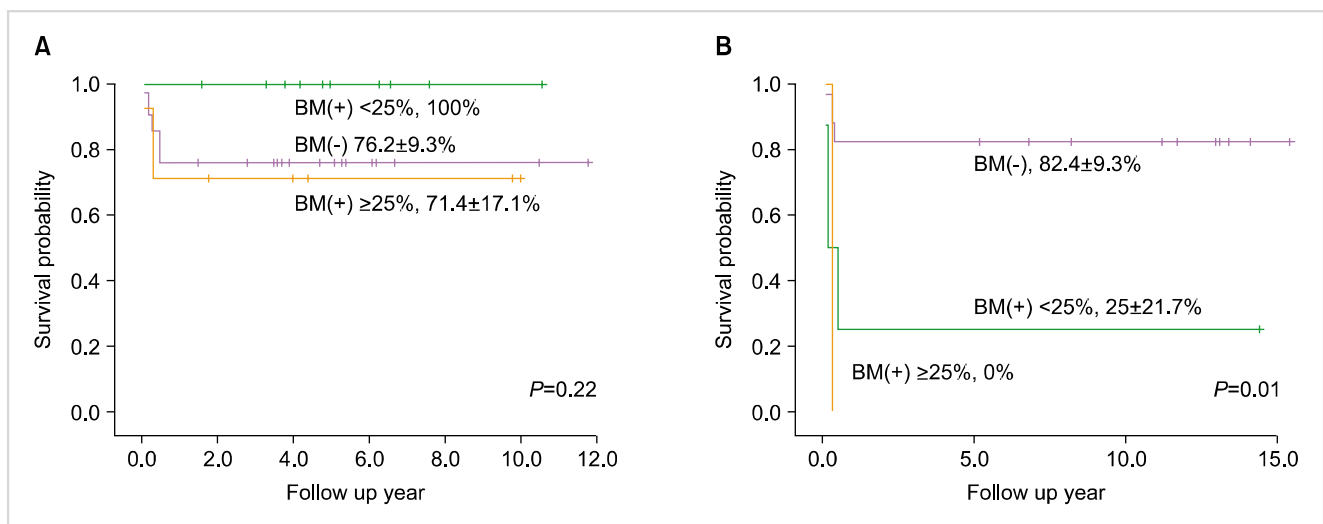 A
Survival probability
1.0
0.8
0.6
0.4
0.2
0.0
BM(+) <25%, 100%
BM(-) 76.2±9.3%
BM(+) ≥25%, 71.4±17.1%
P=0.22
0.0 2.0 4.0 6.0 8.0 10.0 12.0
Follow up year
B
Survival probability
1.0
0.8
0.6
0.4
0.2
0.0
BM(-), 82.4±9.3%
BM(+) <25%, 25±21.7%
BM(+) ≥25%, 0%
P=0.01
0.0 5.0 10.0 15.0
Follow up year